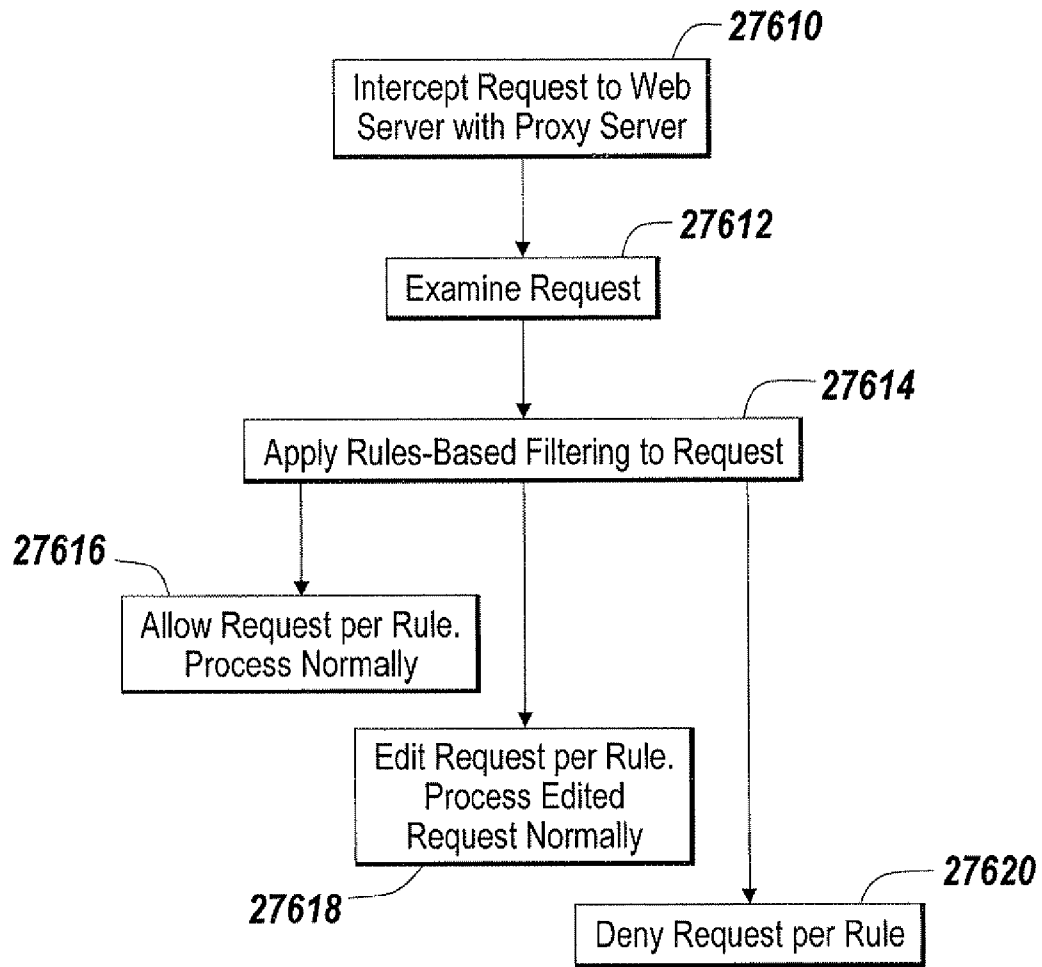 27610
Intercept Request to Web
Server with Proxy Server
27612
Examine Request
27614
Apply Rules-Based Filtering to Request
27616
Allow Request per Rule.
Process Normally
Edit Request per Rule.
Process Edited
Request Normally
27618
27620
Deny Request per Rule